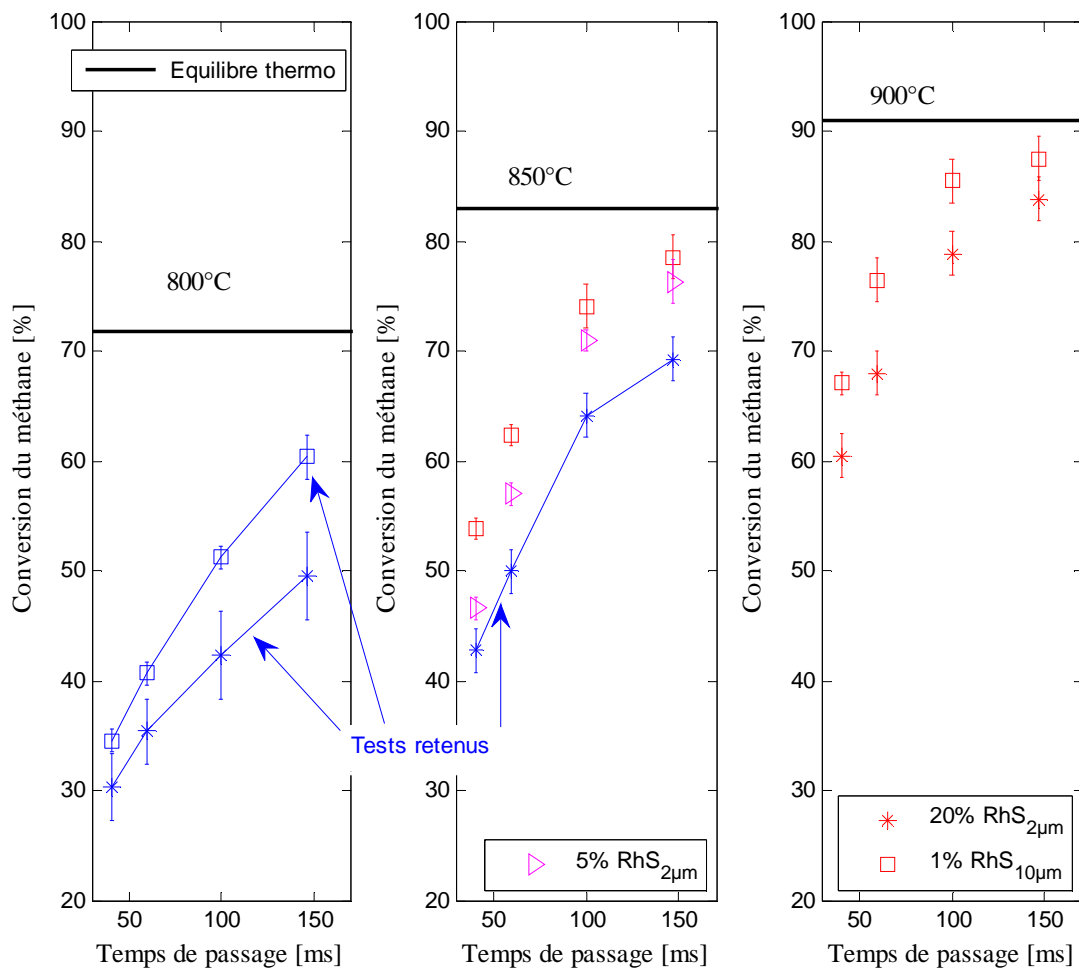 Equilibre thermo
800°C
Conversion du méthane [%]
100
90
80
70
60
50
40
30
20
50 100 150
Temps de passage [ms]
Tests retenus
850°C
Conversion du méthane [%]
100
90
80
70
60
50
40
30
20
5% RhS2µm
50 100 150
Temps de passage [ms]
900°C
Conversion du méthane [%]
100
90
80
70
60
50
40
30
20
20% RhS2µm
1% RhS10µm
50 100 150
Temps de passage [ms]